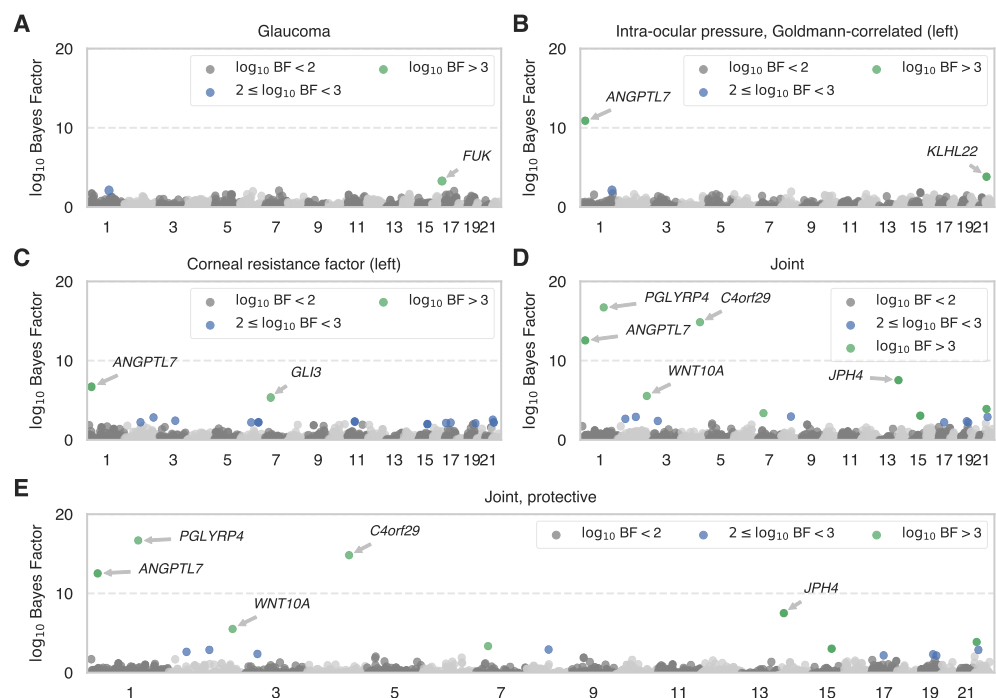 A
Glaucoma
log10 Bayes Factor
20
10
0
log10 BF < 2
2 ≤ log10 BF < 3
log10 BF > 3
FUK
1 3 5 7 9 11 13 15 17 19 21
B
Intra-ocular pressure, Goldmann-correlated (left)
log10 Bayes Factor
20
10
0
log10 BF < 2
2 ≤ log10 BF < 3
log10 BF > 3
ANGPTL7
KLHL22
1 3 5 7 9 11 13 15 17 19 21
C
Corneal resistance factor (left)
log10 Bayes Factor
20
10
0
log10 BF < 2
2 ≤ log10 BF < 3
log10 BF > 3
ANGPTL7
GLI3
1 3 5 7 9 11 13 15 17 19 21
D
Joint
log10 Bayes Factor
20
10
0
log10 BF < 2
2 ≤ log10 BF < 3
log10 BF > 3
PGLYRP4
C4orf29
ANGPTL7
WNT10A
JPH4
1 3 5 7 9 11 13 15 17 19 21
E
Joint, protective
log10 Bayes Factor
20
10
0
log10 BF < 2
2 ≤ log10 BF < 3
log10 BF > 3
PGLYRP4
C4orf29
ANGPTL7
WNT10A
JPH4
1 3 5 7 9 11 13 15 17 19 21